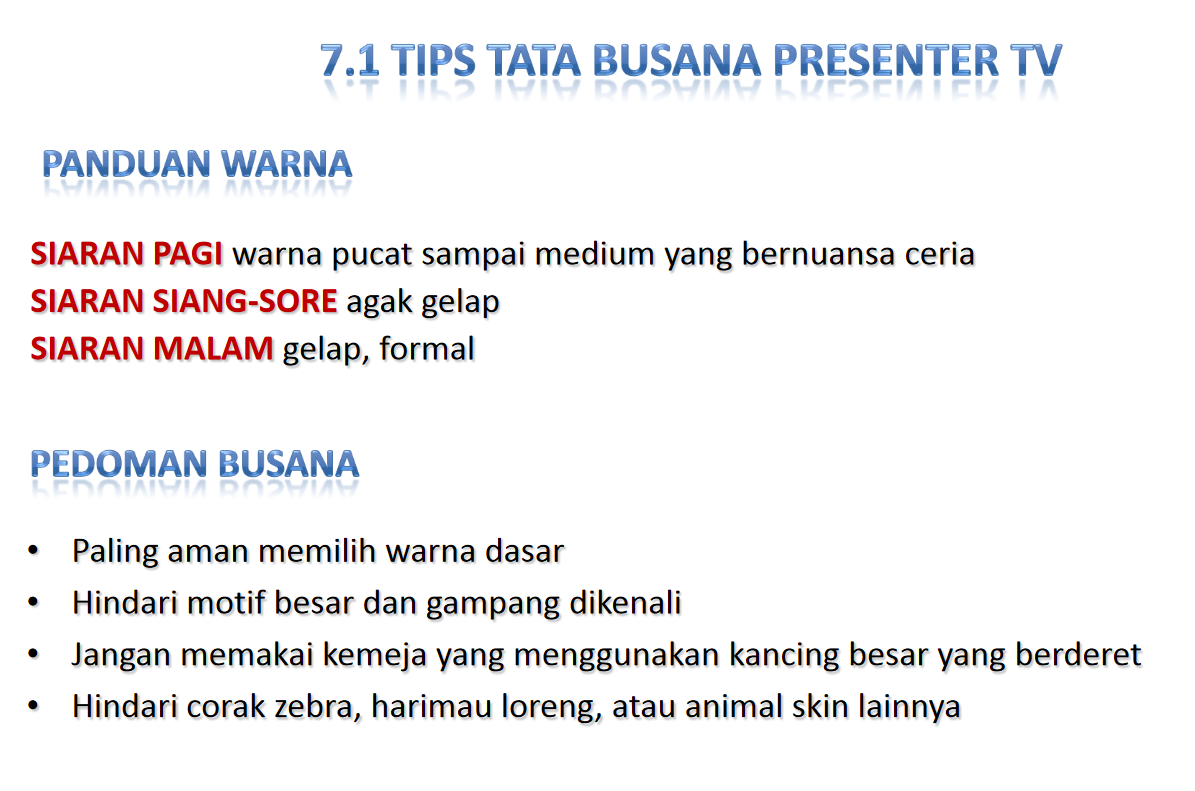 7.1 TIPS TATA BUSANA PRESENTER TV
PANDUAN WARNA
SIARAN PAGI warna pucat sampai medium yang bernuansa ceria
SIARAN SIANG-SORE agak gelap
SIARAN MALAM gelap, formal
PEDOMAN BUSANA
• Paling aman memilih warna dasar
• Hindari motif besar dan gampang dikenali
• Jangan memakai kemeja yang menggunakan kancing besar yang berderet
• Hindari corak zebra, harimau loreng, atau animal skin lainnya